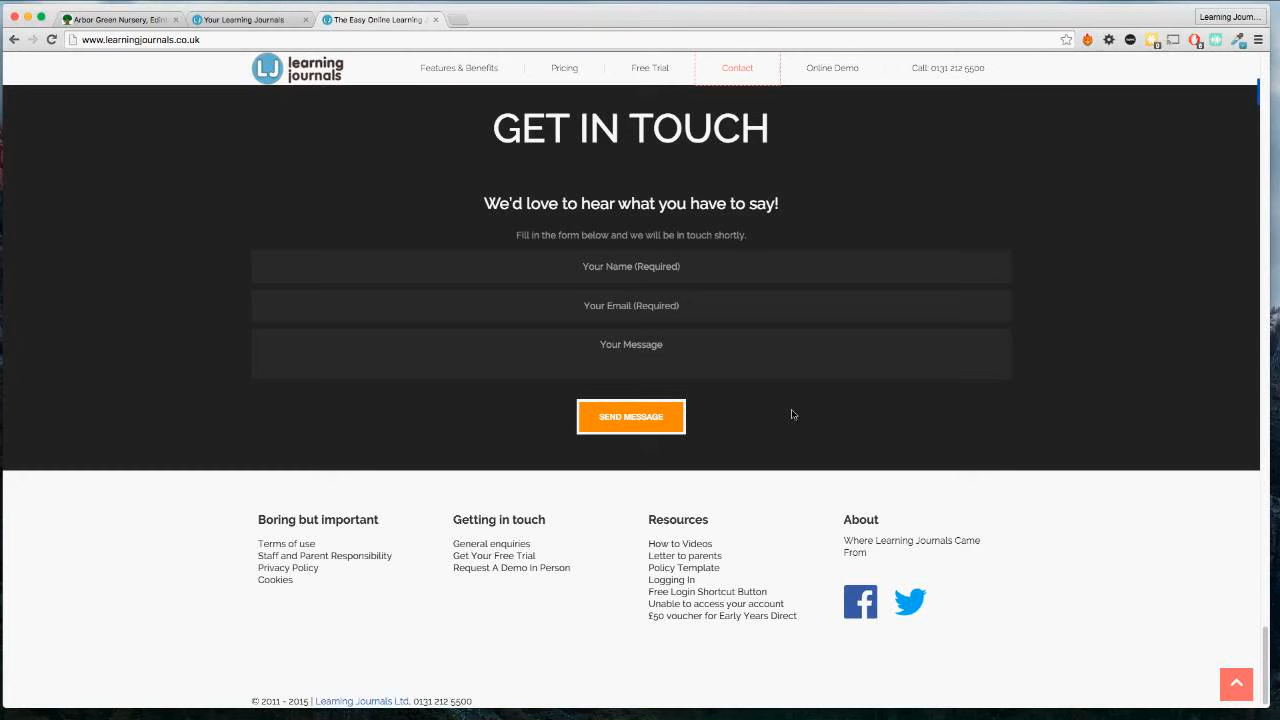 Arbor Green Nursery, Edin
Your Learning Journals
The Easy Online Learning J
Learning Journ...
www.learningjournals.co.uk
LJ learning journals
Features & Benefits
Pricing
Free Trial
Contact
Online Demo
Call: 0131 212 5500
GET IN TOUCH
We'd love to hear what you have to say!
Fill in the form below and we will be in touch shortly.
Your Name (Required)
Your Email (Required)
Your Message
SEND MESSAGE
Boring but important
Terms of use
Staff and Parent Responsibility
Privacy Policy
Cookies
Getting in touch
General enquiries
Get Your Free Trial
Request A Demo In Person
Resources
How to Videos
Letter to parents
Policy Template
Logging In
Free Login Shortcut Button
Unable to access your account
£50 voucher for Early Years Direct
About
Where Learning Journals Came
From
© 2011 - 2015 | Learning Journals Ltd. 0131 212 5500